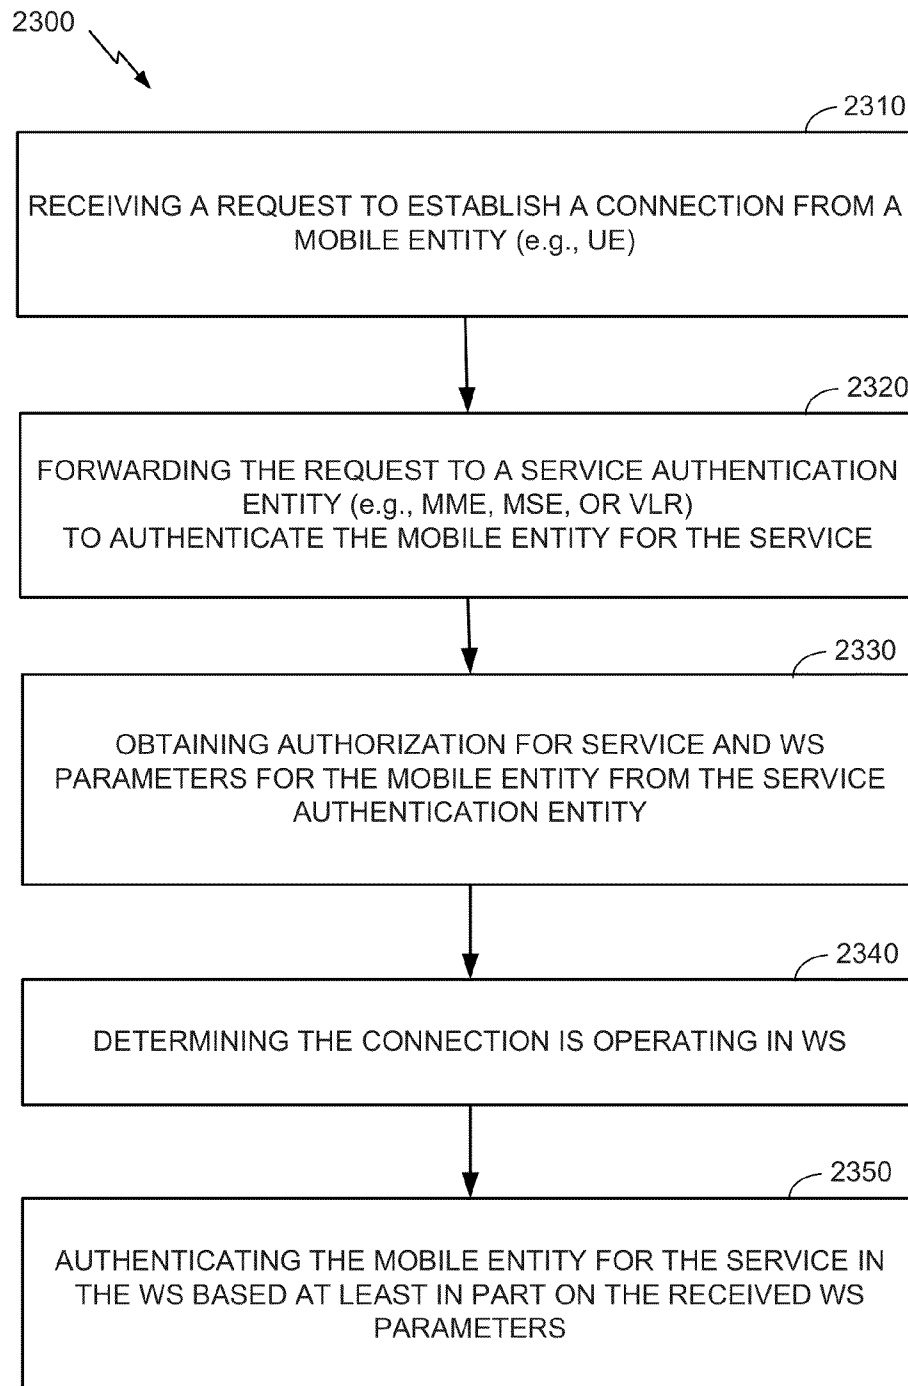 2300
2310
RECEIVING A REQUEST TO ESTABLISH A CONNECTION FROM A
MOBILE ENTITY (e.g., UE)
2320
FORWARDING THE REQUEST TO A SERVICE AUTHENTICATION
ENTITY (e.g., MME, MSE, OR VLR)
TO AUTHENTICATE THE MOBILE ENTITY FOR THE SERVICE
2330
OBTAINING AUTHORIZATION FOR SERVICE AND WS
PARAMETERS FOR THE MOBILE ENTITY FROM THE SERVICE
AUTHENTICATION ENTITY
2340
DETERMINING THE CONNECTION IS OPERATING IN WS
2350
AUTHENTICATING THE MOBILE ENTITY FOR THE SERVICE IN
THE WS BASED AT LEAST IN PART ON THE RECEIVED WS
PARAMETERS